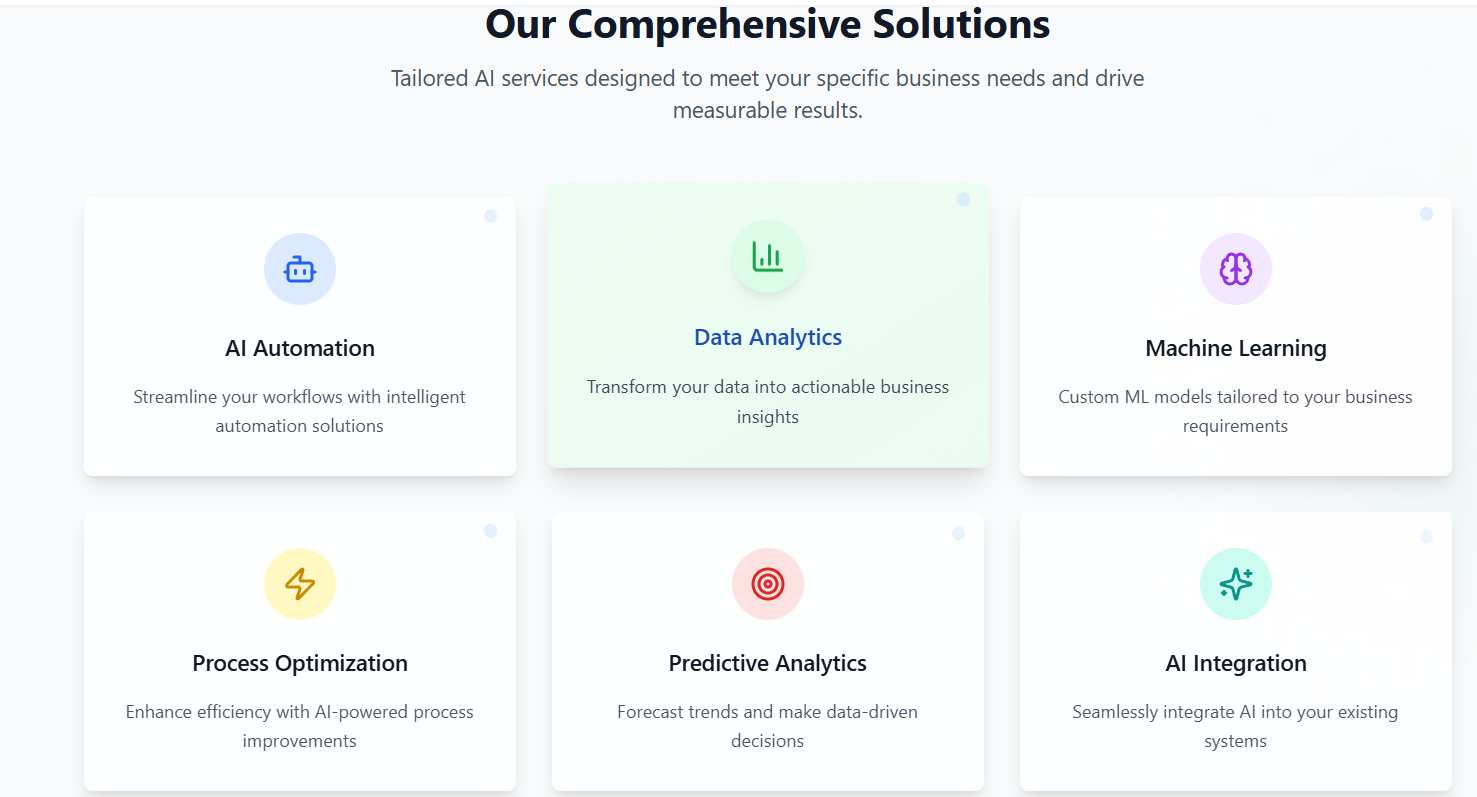 Our Comprehensive Solutions
Tailored AI services designed to meet your specific business needs and drive
measurable results.
AI Automation
Streamline your workflows with intelligent
automation solutions
Data Analytics
Transform your data into actionable business
insights
Machine Learning
Custom ML models tailored to your business
requirements
Process Optimization
Enhance efficiency with AI-powered process
improvements
Predictive Analytics
Forecast trends and make data-driven
decisions
AI Integration
Seamlessly integrate AI into your existing
systems